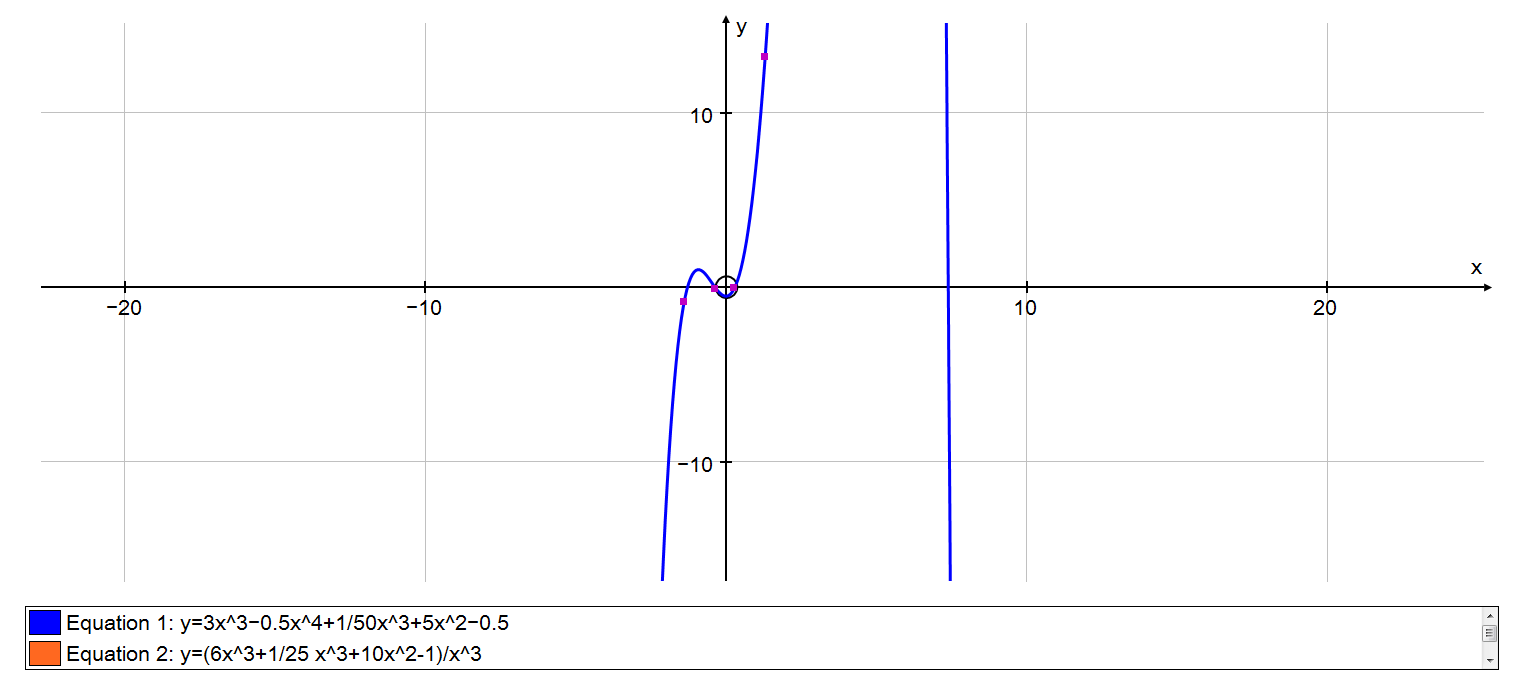 y
10
x
−20 −10 10 20
−10
Equation 1: y=3x^3−0.5x^4+1/50x^3+5x^2−0.5
Equation 2: y=(6x^3+1/25 x^3+10x^2-1)/x^3